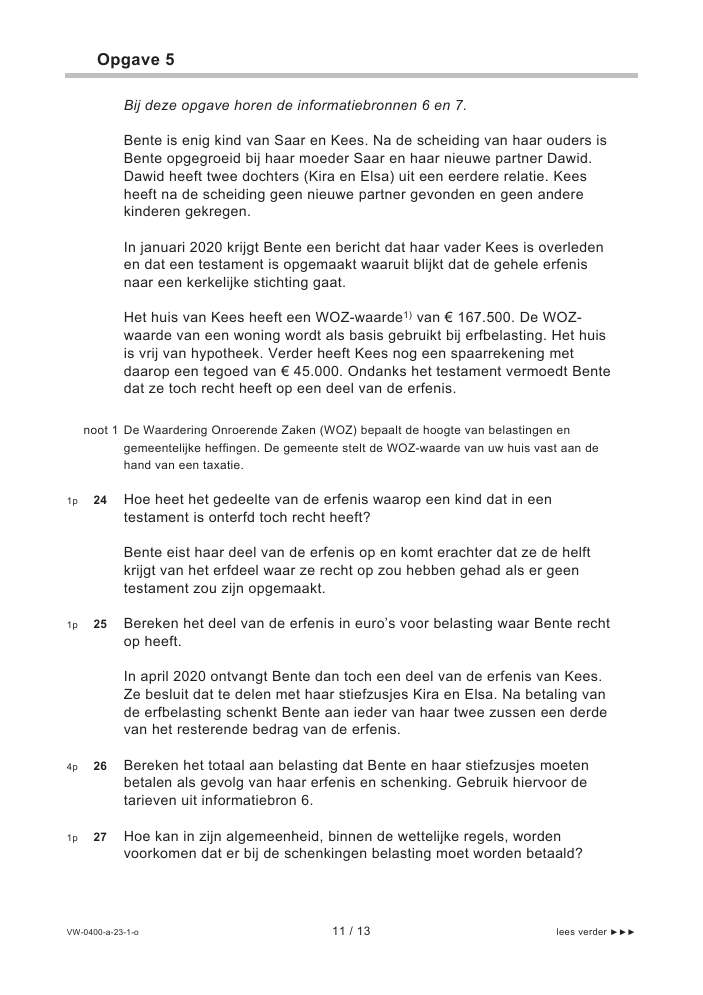 Opgave 5
Bij deze opgave horen de informatiebronnen 6 en 7.
Bente is enig kind van Saar en Kees. Na de scheiding van haar ouders is
Bente opgegroeid bij haar moeder Saar en haar nieuwe partner Dawid.
Dawid heeft twee dochters (Kira en Elsa) uit een eerdere relatie. Kees
heeft na de scheiding geen nieuwe partner gevonden en geen andere
kinderen gekregen.
In januari 2020 krijgt Bente een bericht dat haar vader Kees is overleden
en dat een testament is opgemaakt waaruit blijkt dat de gehele erfenis
naar een kerkelijke stichting gaat.
Het huis van Kees heeft een WOZ-waarde1) van € 167.500. De WOZ-
waarde van een woning wordt als basis gebruikt bij erfbelasting. Het huis
is vrij van hypotheek. Verder heeft Kees nog een spaarrekening met
daarop een tegoed van € 45.000. Ondanks het testament vermoedt Bente
dat ze toch recht heeft op een deel van de erfenis.
noot 1 De Waardering Onroerende Zaken (WOZ) bepaalt de hoogte van belastingen en
gemeentelijke heffingen. De gemeente stelt de WOZ-waarde van uw huis vast aan de
hand van een taxatie.
1p 24 Hoe heet het gedeelte van de erfenis waarop een kind dat in een
testament is onterfd toch recht heeft?
Bente eist haar deel van de erfenis op en komt erachter dat ze de helft
krijgt van het erfdeel waar ze recht op zou hebben gehad als er geen
testament zou zijn opgemaakt.
1p 25 Bereken het deel van de erfenis in euro's voor belasting waar Bente recht
op heeft.
In april 2020 ontvangt Bente dan toch een deel van de erfenis van Kees.
Ze besluit dat te delen met haar stiefzusjes Kira en Elsa. Na betaling van
de erfbelasting schenkt Bente aan ieder van haar twee zussen een derde
van het resterende bedrag van de erfenis.
4p 26 Bereken het totaal aan belasting dat Bente en haar stiefzusjes moeten
betalen als gevolg van haar erfenis en schenking. Gebruik hiervoor de
tarieven uit informatiebron 6.
1p 27 Hoe kan in zijn algemeenheid, binnen de wettelijke regels, worden
voorkomen dat er bij de schenkingen belasting moet worden betaald?
VW-0400-a-23-1-o 11 / 13 lees verder ►►►